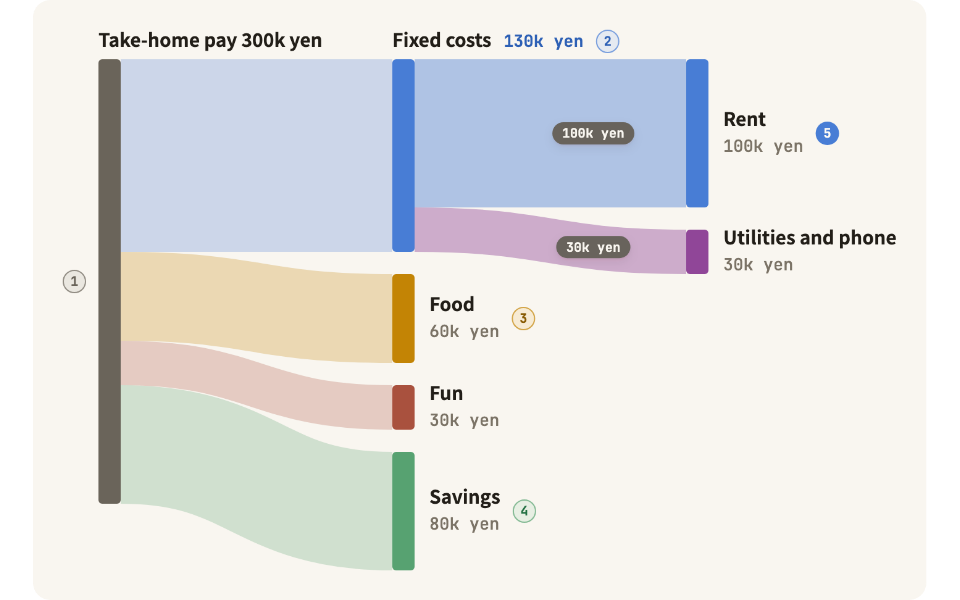 Take-home pay 300k yen
Fixed costs 130k yen 2
100k yen
Rent
100k yen 5
30k yen
Utilities and phone
30k yen
1
Food
60k yen 3
Fun
30k yen
Savings
80k yen 4